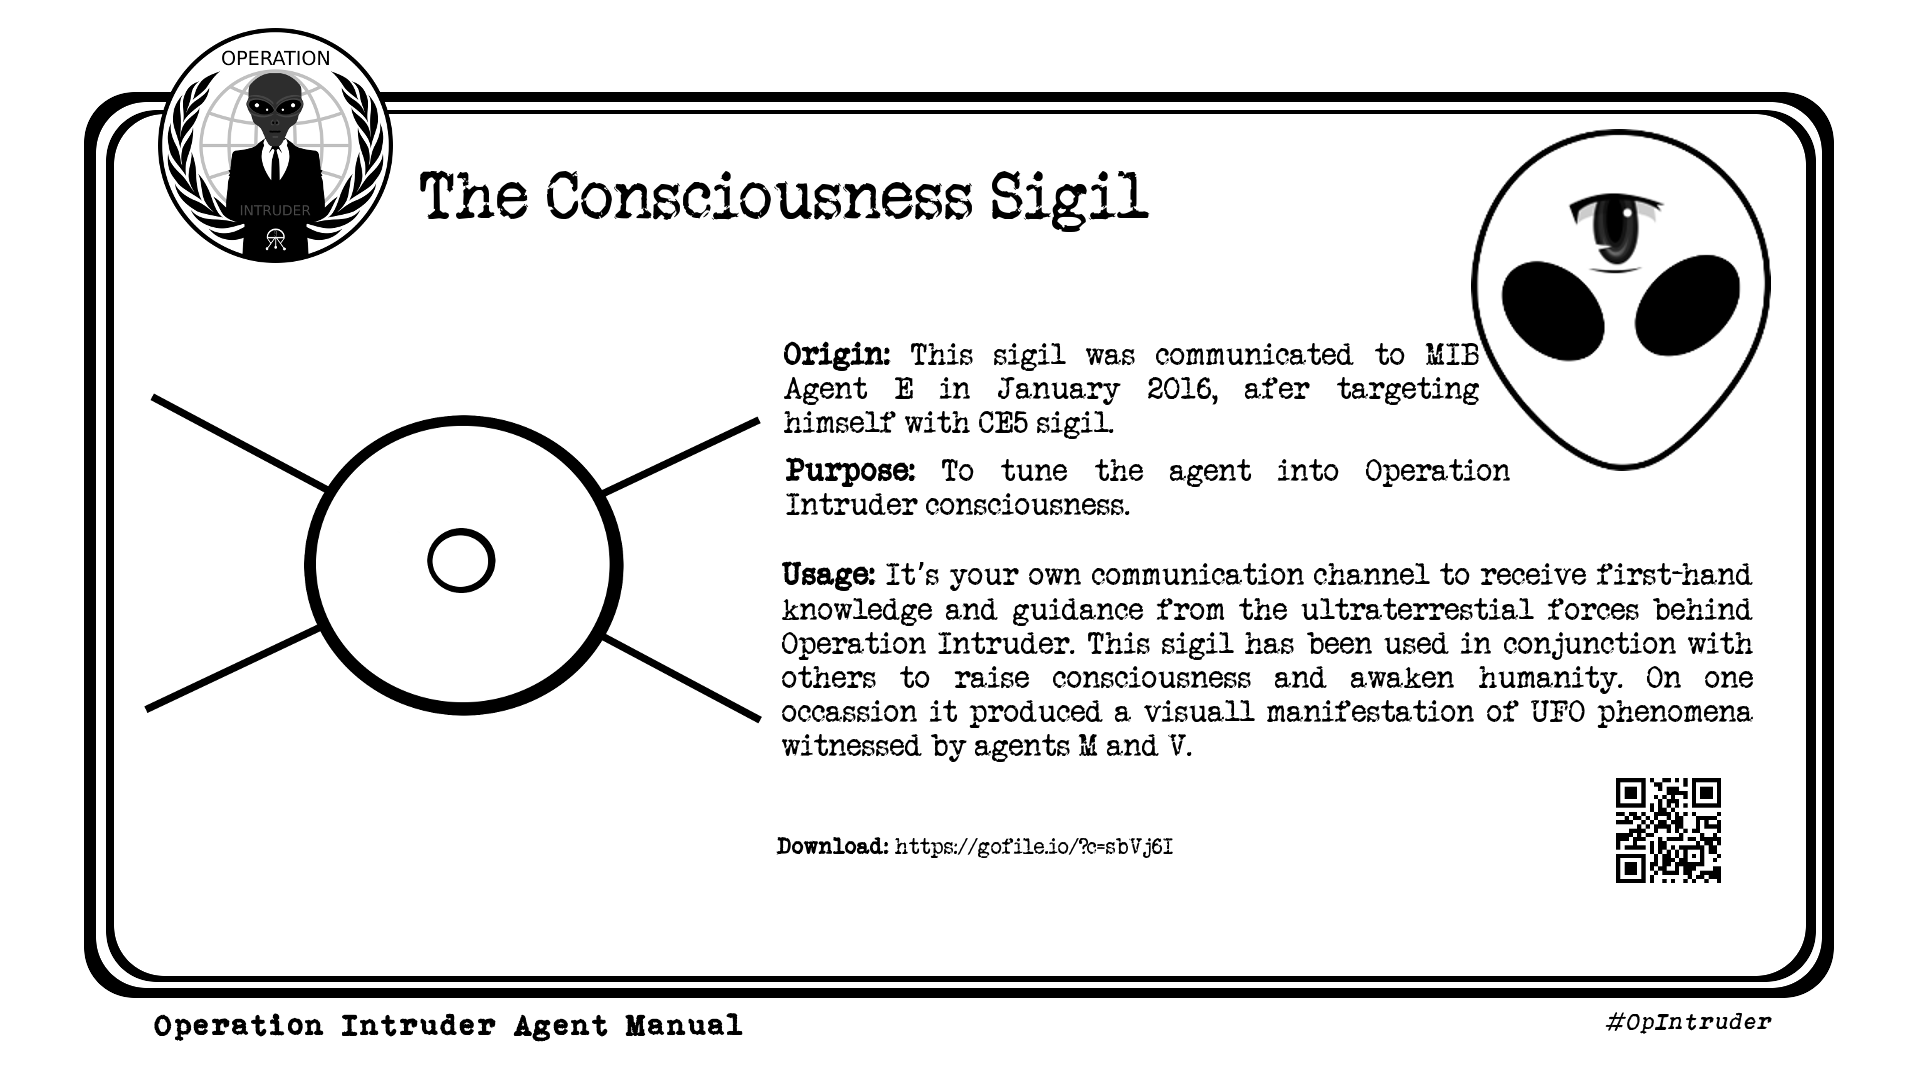 OPERATION
INTRUDER
The Consciousness Sigil
Origin: This sigil was communicated to MIB
Agent E in January 2016, afer targeting
himself with CE5 sigil.
Purpose: To tune the agent into Operation
Intruder consciousness.
Usage: It's your own communication channel to receive first-hand
knowledge and guidance from the ultraterrestial forces behind
Operation Intruder. This sigil has been used in conjunction with
others to raise consciousness and awaken humanity. On one
occassion it produced a visuall manifestation of UFO phenomena
witnessed by agents M and V.
Download: https://gofile.io/?c=sbVj6I
Operation Intruder Agent Manual
#OpIntruder